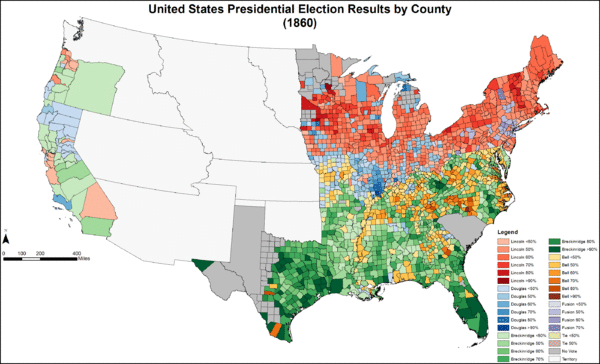 United States Presidential Election Results by County
(1860)
N
0
200
400
Miles
Legend
Lincoln <50%
Lincoln 50%
Lincoln 60%
Lincoln 70%
Lincoln 80%
Lincoln >90%
Douglas <50%
Douglas 50%
Douglas 60%
Douglas 70%
Douglas 80%
Douglas >90%
Breckinridge <50%
Breckinridge 50%
Breckinridge 60%
Breckinridge 70%
Breckinridge 80%
Breckinridge >90%
Bell <50%
Bell 50%
Bell 60%
Bell 70%
Bell 80%
Bell >90%
Fusion <50%
Fusion 50%
Fusion 60%
Fusion 70%
Tie <50%
Tie 50%
No Vote
Territory